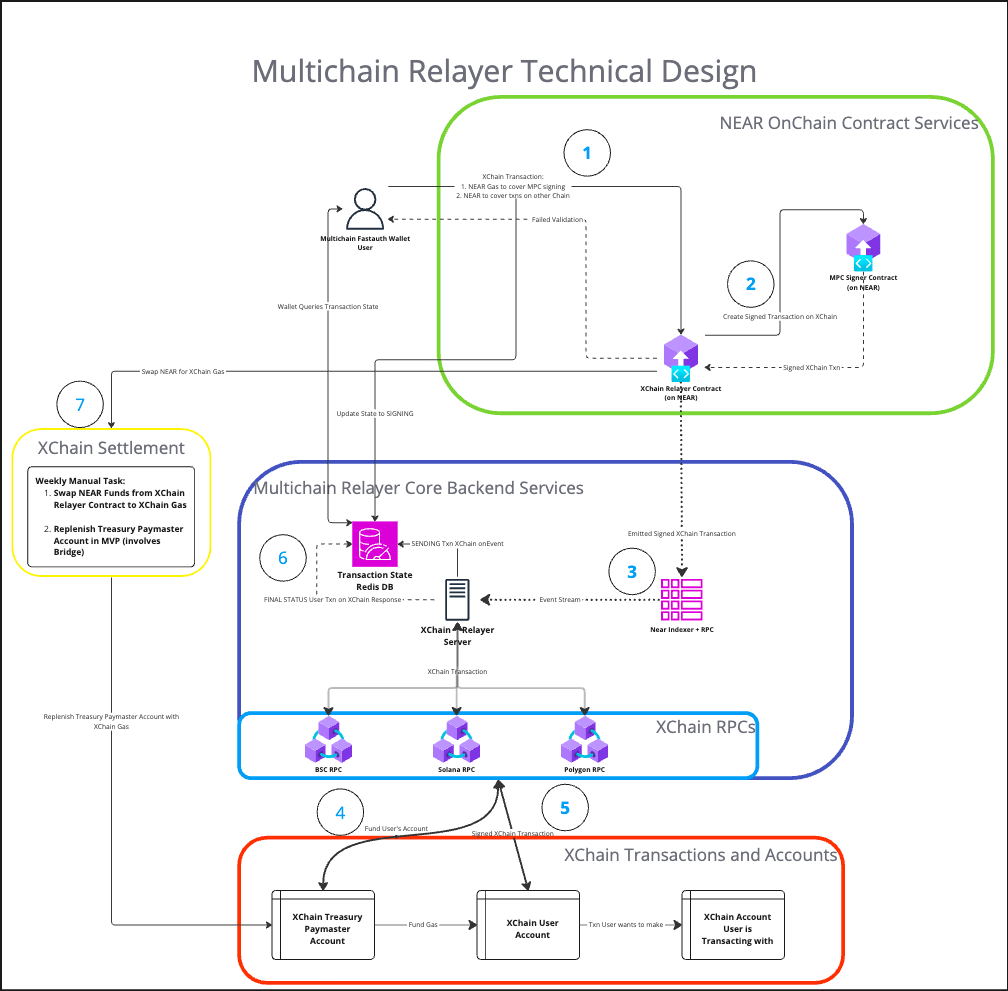 Multichain Relayer Technical Design
NEAR OnChain Contract Services
1
XChain Transaction:
1. NEAR Gas to cover MPC signing
2. NEAR to cover txns on other Chain
Failed Validation
Multichain Fastauth Wallet
User
MPC Signer Contract
(on NEAR)
2
Create Signed Transaction on XChain
Wallet Queries Transaction State
Signed XChain Txn
XChain Relayer Contract
(on NEAR)
Swap NEAR for XChain Gas
7
Update State to SIGNING
XChain Settlement
Weekly Manual Task:
1. Swap NEAR Funds from XChain
Relayer Contract to XChain Gas
2. Replenish Treasury Paymaster
Account in MVP (involves
Bridge)
Multichain Relayer Core Backend Services
Emitted Signed XChain Transaction
6
SENDING Txn XChain onEvent
Transaction State
Redis DB
3
FINAL STATUS User Txn on XChain Response
Event Stream
XChain Relayer
Server
Near Indexer + RPC
XChain Transaction
Replenish Treasury Paymaster Account with
XChain Gas
XChain RPCs
BSC RPC
Solana RPC
Polygon RPC
4
5
Fund User's Account
Signed XChain Transaction
XChain Transactions and Accounts
XChain Treasury
Paymaster
Account
Fund Gas
XChain User
Account
Txn User wants to make
XChain Account
User is
Transacting with